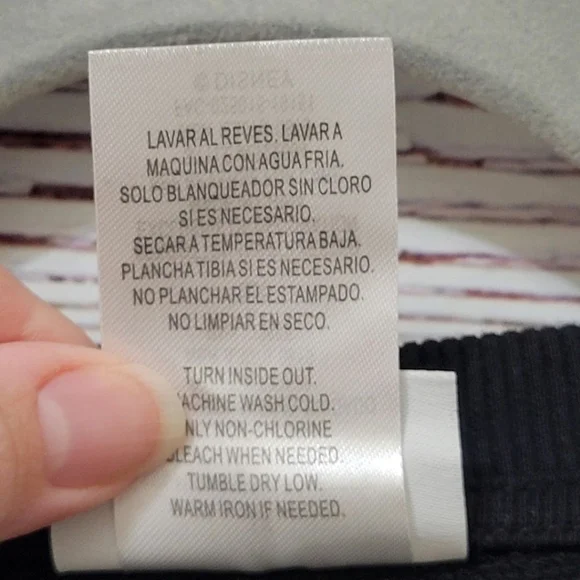 LAVAR AL REVES. LAVAR A
MAQUINA CON AGUA FRIA.
SOLO BLANQUEADOR SIN CLORO
SI ES NECESARIO.
SECAR A TEMPERATURA BAJA.
PLANCHA TIBIA SI ES NECESARIO.
NO PLANCHAR EL ESTAMPADO.
NO LIMPIAR EN SECO.
TURN INSIDE OUT.
ACHINE WASH COLD.
NLY NON-CHLORINE
BLEACH WHEN NEEDED.
TUMBLE DRY LOW.
WARM IRON IF NEEDED.